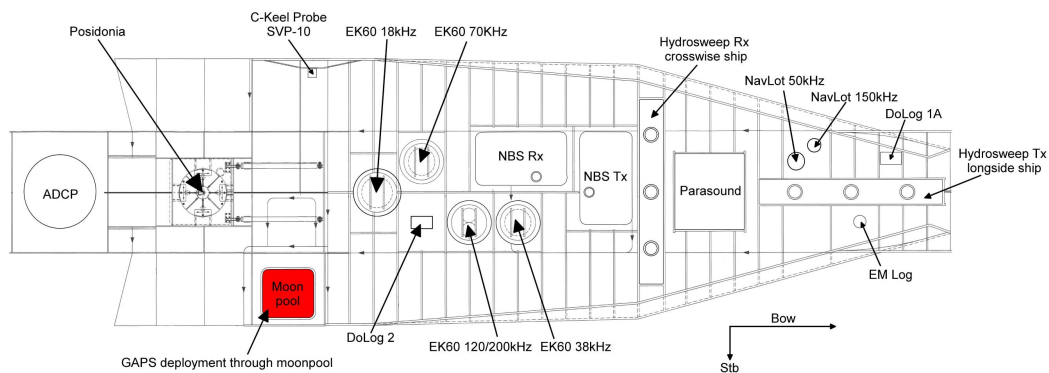 C-Keel Probe
SVP-10
Posidonia
EK60 18kHz
EK60 70KHz
Hydrosweep Rx
crosswise ship
NavLot 50kHz
NavLot 150kHz
DoLog 1A
Hydrosweep Tx
longside ship
ADCP
NBS Rx
NBS Tx
Parasound
EM Log
Moon
pool
DoLog 2
EK60 120/200kHz
EK60 38kHz
GAPS deployment through moonpool
Bow
Stb